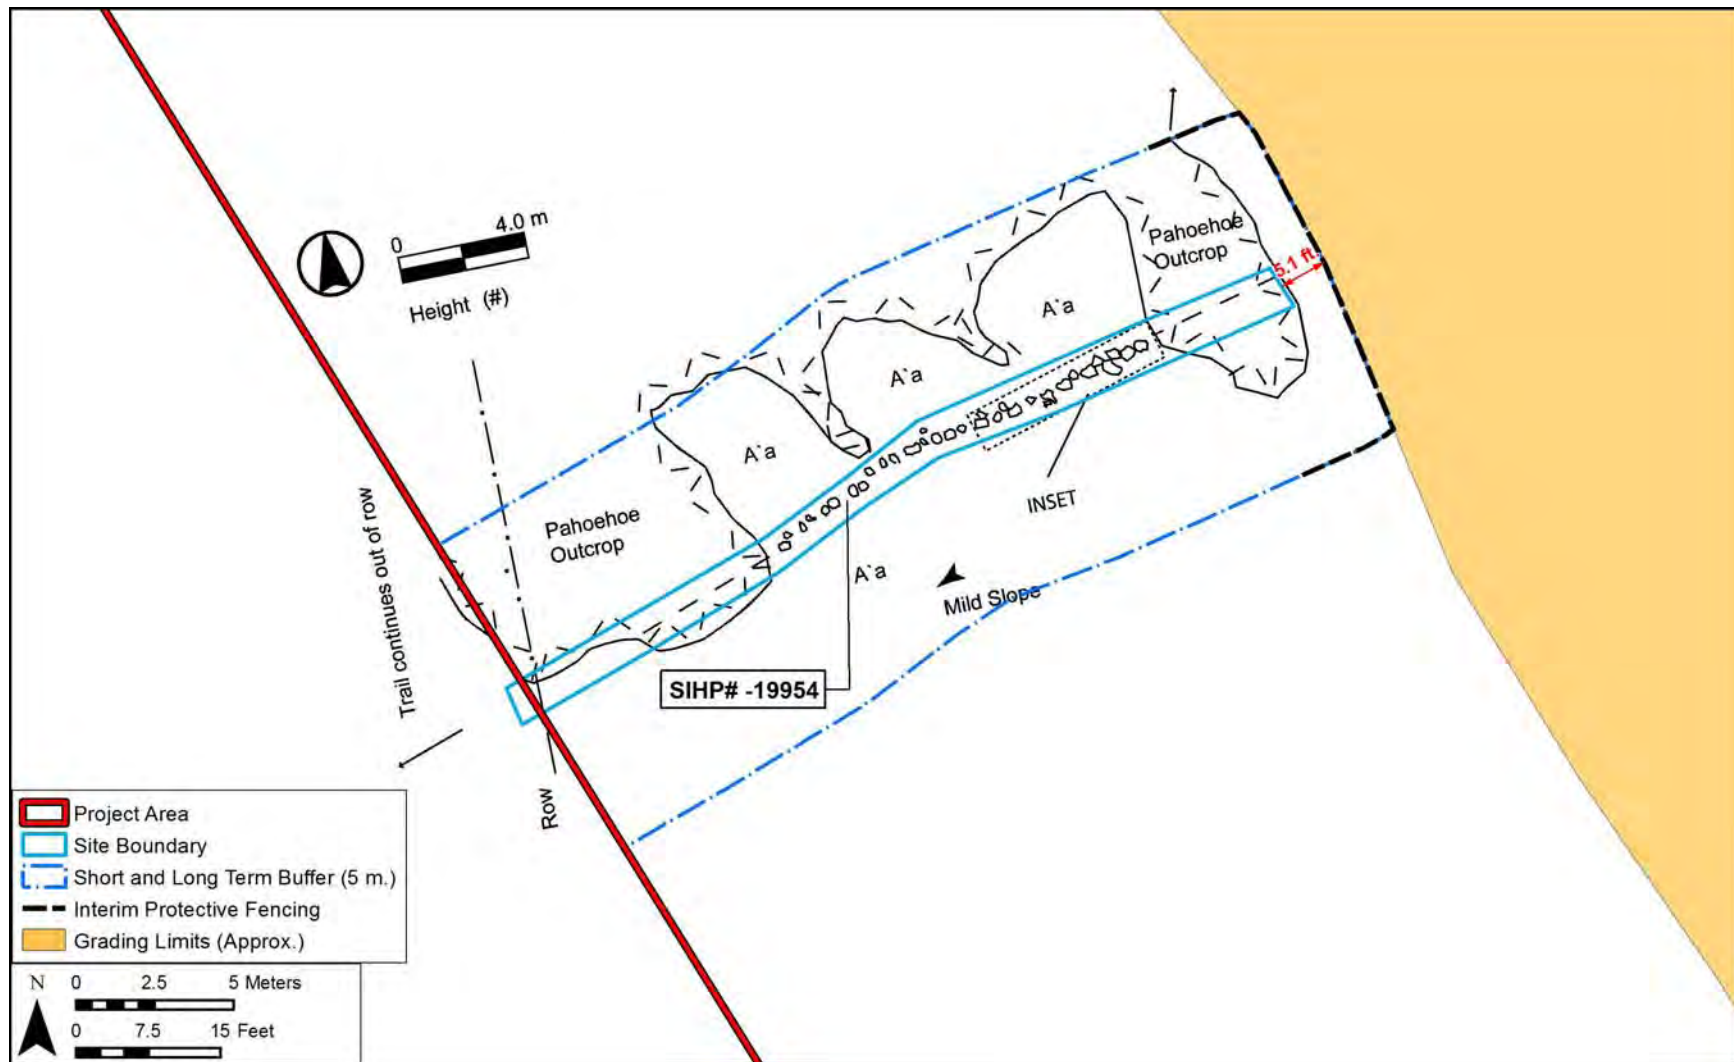 0 4.0 m
Height (#)
Pahoehoe
Outcrop
5.1 ft.
A`a
A`a
A`a
INSET
Pahoehoe
Outcrop
A`a
Mild Slope
Trail continues out of row
SIHP# -19954
Row
Project Area
Site Boundary
Short and Long Term Buffer (5 m.)
Interim Protective Fencing
Grading Limits (Approx.)
N 0 2.5 5 Meters
0 7.5 15 Feet